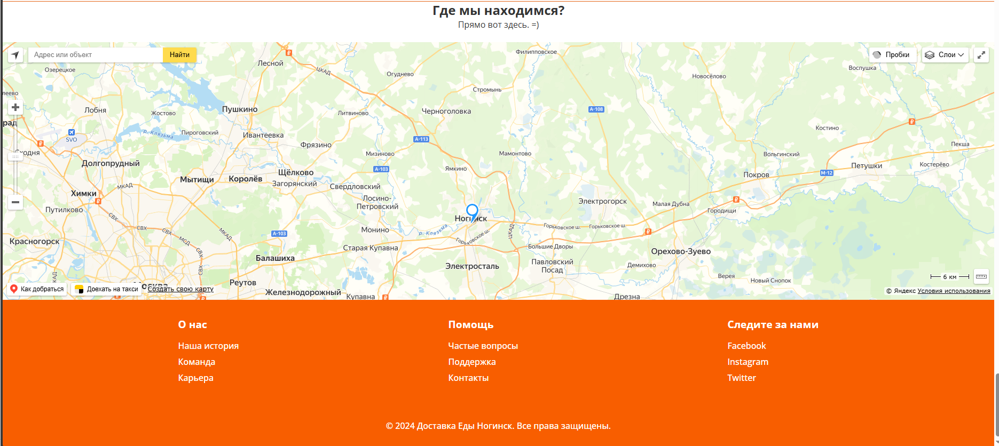 Где мы находимся?
Прямо вот здесь. =)
Адрес или объект
Найти
Пробки
Слои
Филипповское
Лесной
ЦКАД
Озерецкое
Огуднево
Новосёлово
Воспушка
Стромынь
Лобня
Жостово
Пушкино
Литвиново
Черноголовка
А-108
р. Клязьма
Пироговский
Ивантеевка
Костино
SVO
А-113
Фрязино
Пекша
Мизиново
Мамонтово
Вольгинский
Долгопрудный
А-103
Ямкино
Петушки
Костерёво
Мытищи
Королёв
Щёлково
Загорянский
Покров
М-12
Химки
МКАД
Свердловский
Лосино-
Петровский
Электрогорск
Малая Дубна
Городищи
Путилково
СВХ
Ногинск
Горьковское ш.
Горьковское ш.
СВХ
СВХ
МКАД
А-103
Монино
р. Клязьма
Горьковское ш.
ЦКАД
Красногорск
МСД
СВХ
Старая Купавна
Большие Дворы
Орехово-Зуево
Балашиха
Электросталь
Павловский
Посад
Демихово
СВХ
Реутов
Верея
Новый Снопок
6 км
Москва
Железнодорожный
Купавна
Дрезна
Как добраться
Доехать на такси
Создать свою карту
© Яндекс Условия использования
О нас
Наша история
Команда
Карьера
Помощь
Частые вопросы
Поддержка
Контакты
Следите за нами
Facebook
Instagram
Twitter
© 2024 Доставка Еды Ногинск. Все права защищены.